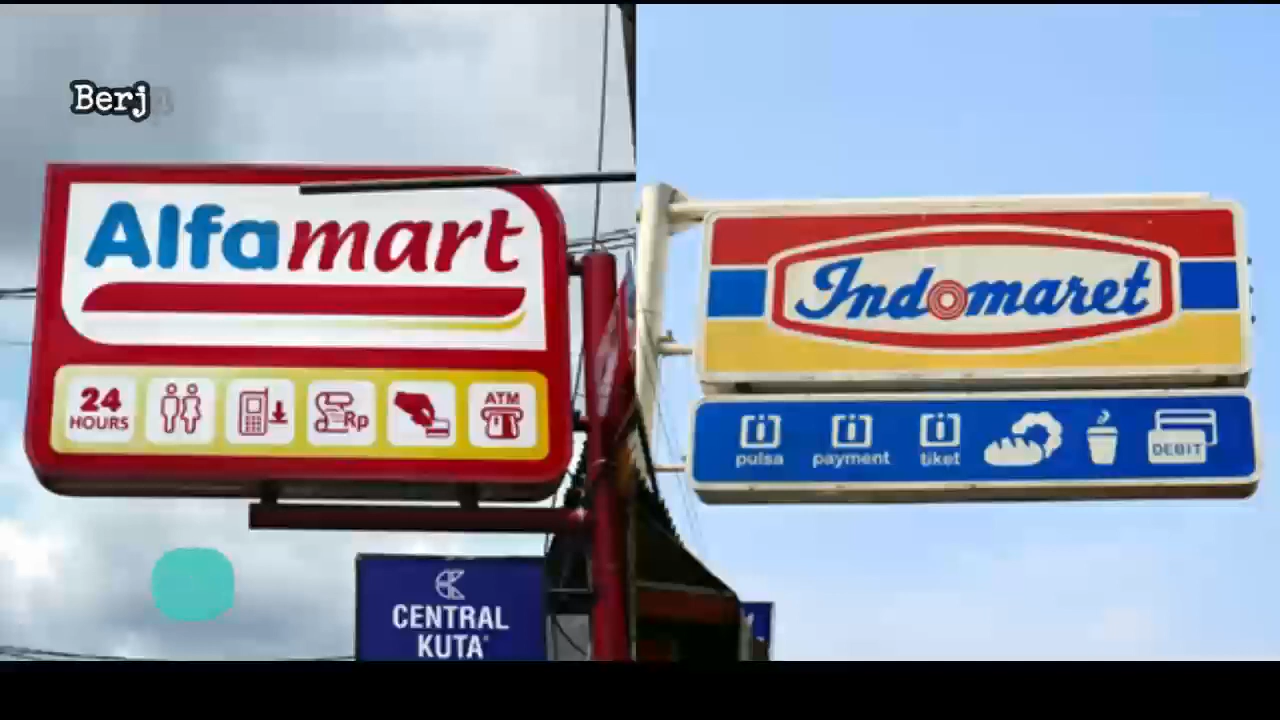 Berj
Alfamart
24
HOURS
Rp
ATM
CENTRAL
KUTA
Indomaret
pulsa
payment
tiket
DEBIT